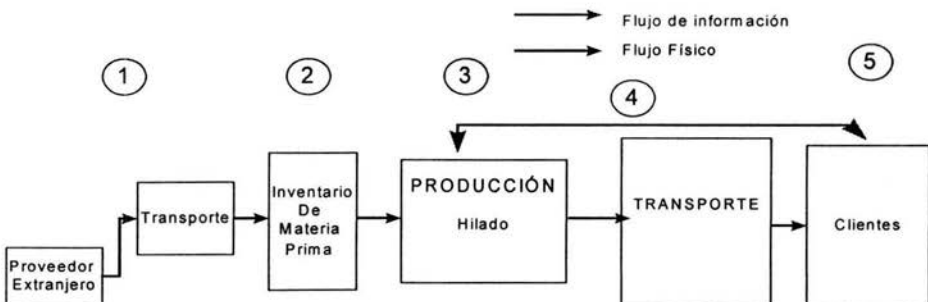 Flujo de información
Flujo Físico
1
2
3
4
5
Proveedor
Extranjero
Transporte
Inventario
De
Materia
Prima
PRODUCCIÓN
Hilado
TRANSPORTE
Clientes